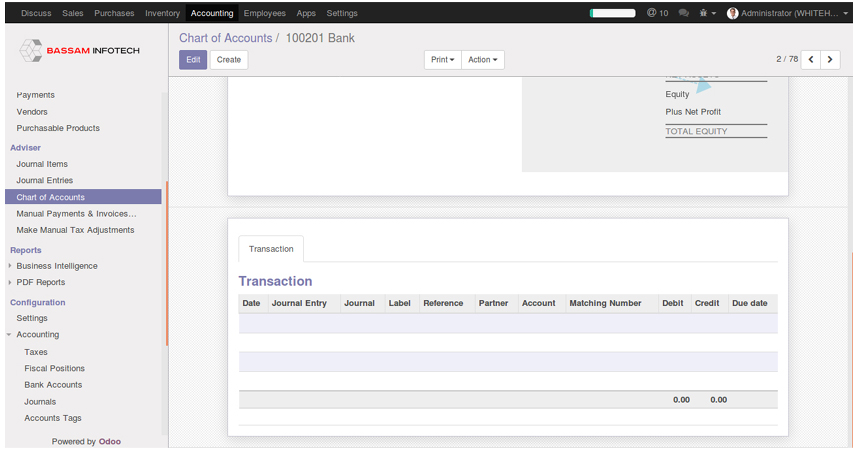 Discuss Sales Purchases Inventory Accounting Employees Apps Settings @ 10 Administrator (WHITEH...
BASSAM INFOTECH
Chart of Accounts / 100201 Bank
Edit Create Print Action 2 / 78
Payments
Vendors
Purchasable Products
Adviser
Journal Items
Journal Entries
Chart of Accounts
Manual Payments & Invoices...
Make Manual Tax Adjustments
Reports
Business Intelligence
PDF Reports
Configuration
Settings
Accounting
Taxes
Fiscal Positions
Bank Accounts
Journals
Accounts Tags
Powered by Odoo
Equity
Plus Net Profit
TOTAL EQUITY
Transaction
Transaction
Date Journal Entry Journal Label Reference Partner Account Matching Number Debit Credit Due date
0.00 0.00